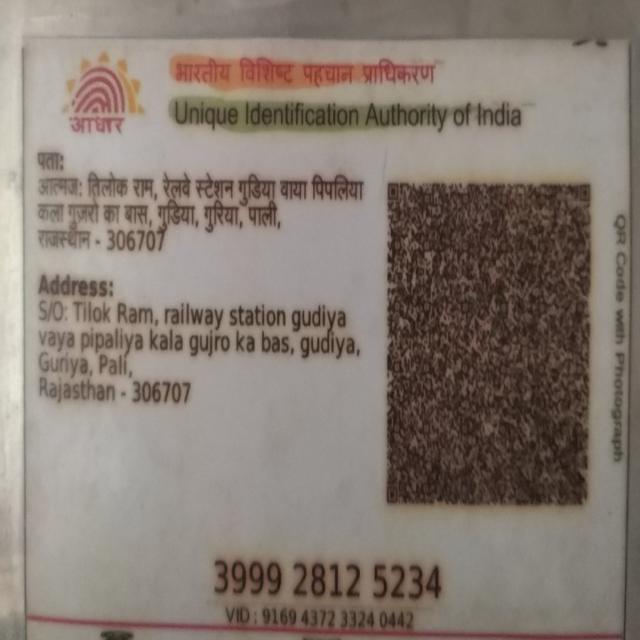 भारतीय विशिष्ट पहचान प्राधिकरण
Unique Identification Authority of India
आधार
पता:
आत्मज: तिलोक राम, रेलवे स्टेशन गुडिया वाया पिपलिया
कला गुजरो का बास, गुडिया, गुरिया, पाली,
राजस्थान - 306707
Address:
S/O: Tilok Ram, railway station gudiya
vaya pipaliya kala gujro ka bas, gudiya,
Guriya, Pali,
Rajasthan - 306707
QR Code with Photograph
3999 2812 5234
VID : 9169 4372 3324 0442